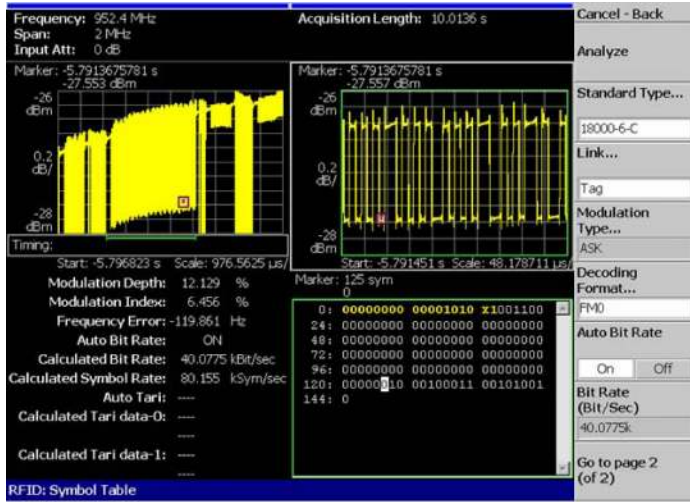 Frequency: 952.4 MHz
Span: 2 MHz
Input Att: 0 dB
Acquisition Length: 10.0136 s
Cancel - Back
Analyze
Standard Type...
18000-6-C
Link...
Tag
Modulation Type...
ASK
Decoding Format...
FM0
Auto Bit Rate
On Off
Bit Rate (Bit/Sec)
40.0775k
Go to page 2 (of 2)
Marker: -5.7913675781 s
-27.553 dBm
-26 dBm
0.2 dB/
-28 dBm
Timing:
Start: -5.796823 s Scale: 976.5625 µs/
Marker: -5.7913675781 s
-27.557 dBm
-26 dBm
0.2 dB/
-28 dBm
Start: -5.791451 s Scale: 48.178711 µs/
Modulation Depth: 12.129 %
Modulation Index: 6.456 %
Frequency Error: -119.861 Hz
Auto Bit Rate: ON
Calculated Bit Rate: 40.0775 kBit/sec
Calculated Symbol Rate: 80.155 kSym/sec
Auto Tari: ----
Calculated Tari data-0: ----
----
Calculated Tari data-1: ----
----
Marker: 125 sym
0
0: 00000000 00001010 x1001100
24: 00000000 00000000 00000000
48: 00000000 00000000 00000000
72: 00000000 00000000 00000000
96: 00000000 00000000 00000000
120: 00000010 00100011 00101001
144: 0
RFID: Symbol Table